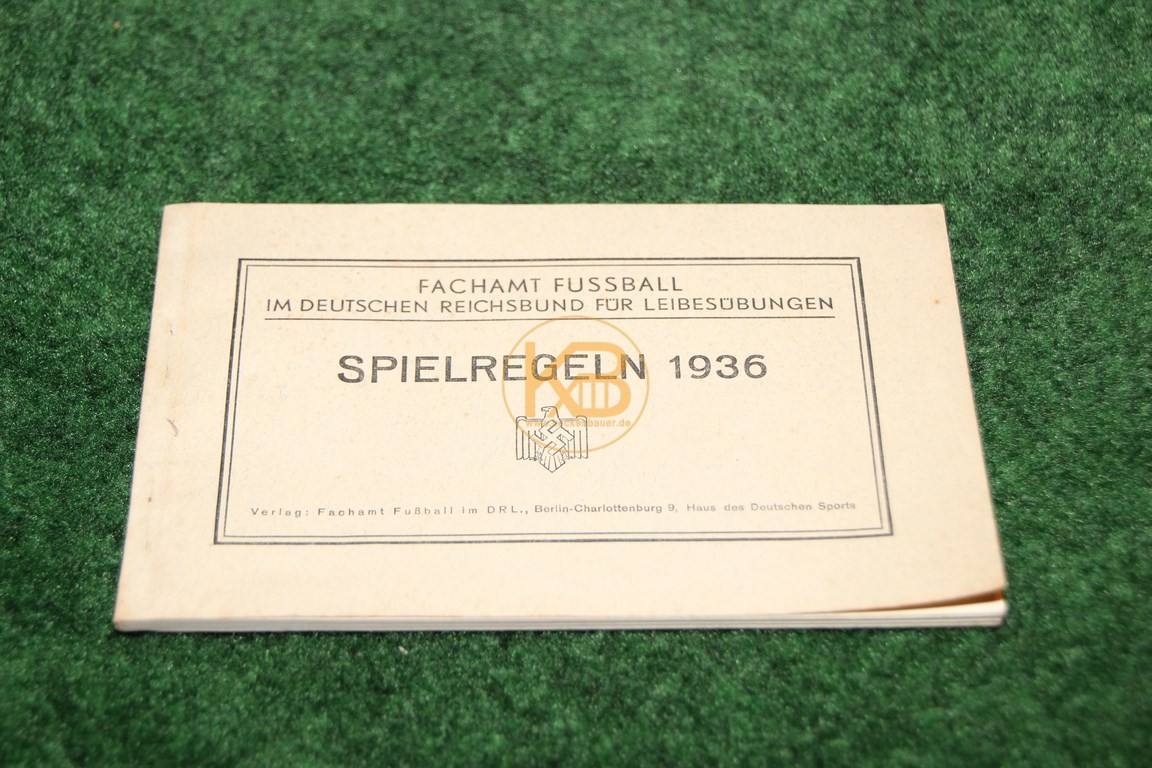 FACHAMT FUSSBALL
IM DEUTSCHEN REICHSBUND FÜR LEIBESÜBUNGEN
SPIELREGELN 1936
KB
Verlag: Fachamt Fußball im DRL., Berlin-Charlottenburg 9, Haus des Deutschen Sports